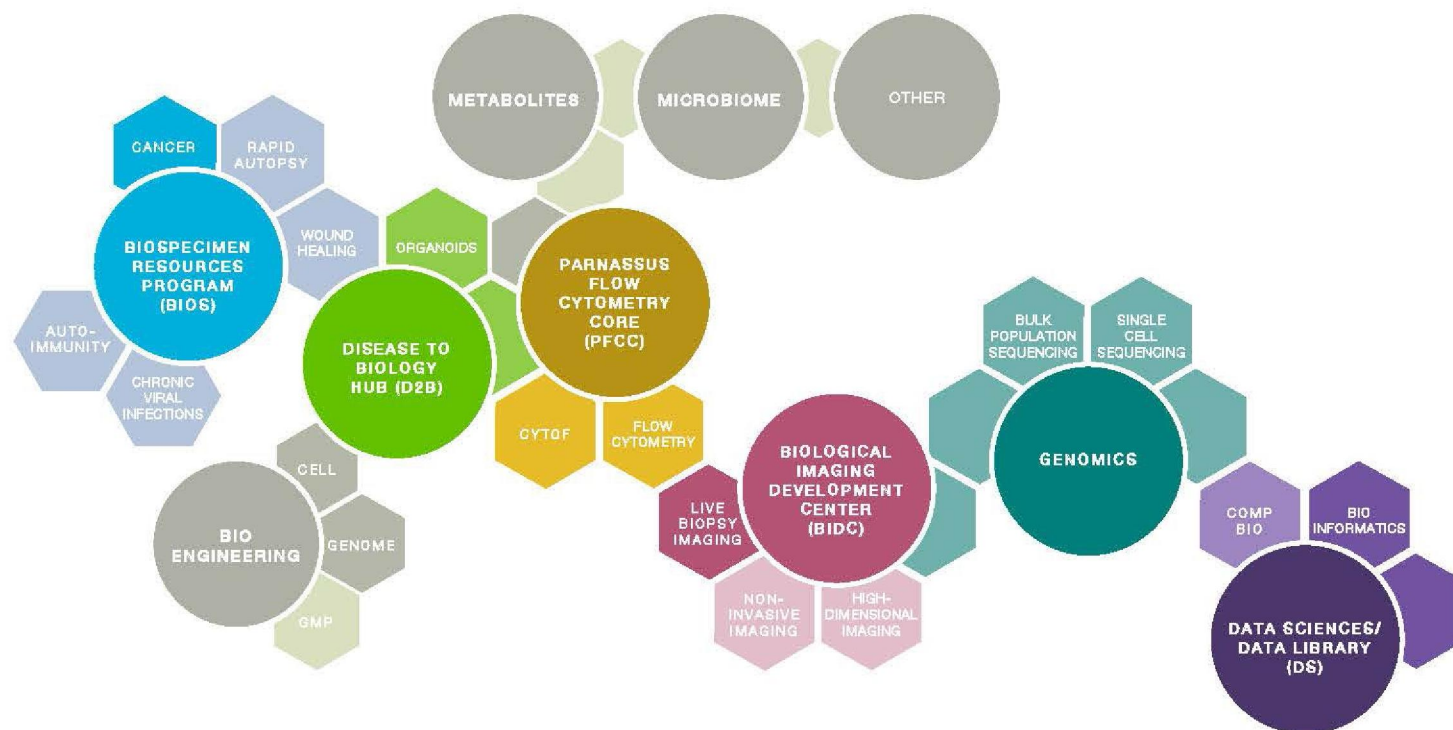 METABOLITES
MICROBIOME
OTHER
CANCER
RAPID
AUTOPSY
BIOSPECIMEN
RESOURCES
PROGRAM
(BIOS)
WOUND
HEALING
AUTO-
IMMUNITY
CHRONIC
VIRAL
INFECTIONS
ORGANOIDS
DISEASE TO
BIOLOGY
HUB (D2B)
PARNASSUS
FLOW
CYTOMETRY
CORE
(PFCC)
CYTOF
FLOW
CYTOMETRY
CELL
BIO
ENGINEERING
GENOME
GMP
LIVE
BIOPSY
IMAGING
BIOLOGICAL
IMAGING
DEVELOPMENT
CENTER
(BIDC)
NON-
INVASIVE
IMAGING
HIGH-
DIMENSIONAL
IMAGING
BULK
POPULATION
SEQUENCING
SINGLE
CELL
SEQUENCING
GENOMICS
COMP
BIO
BIO
INFORMATICS
DATA SCIENCES/
DATA LIBRARY
(DS)